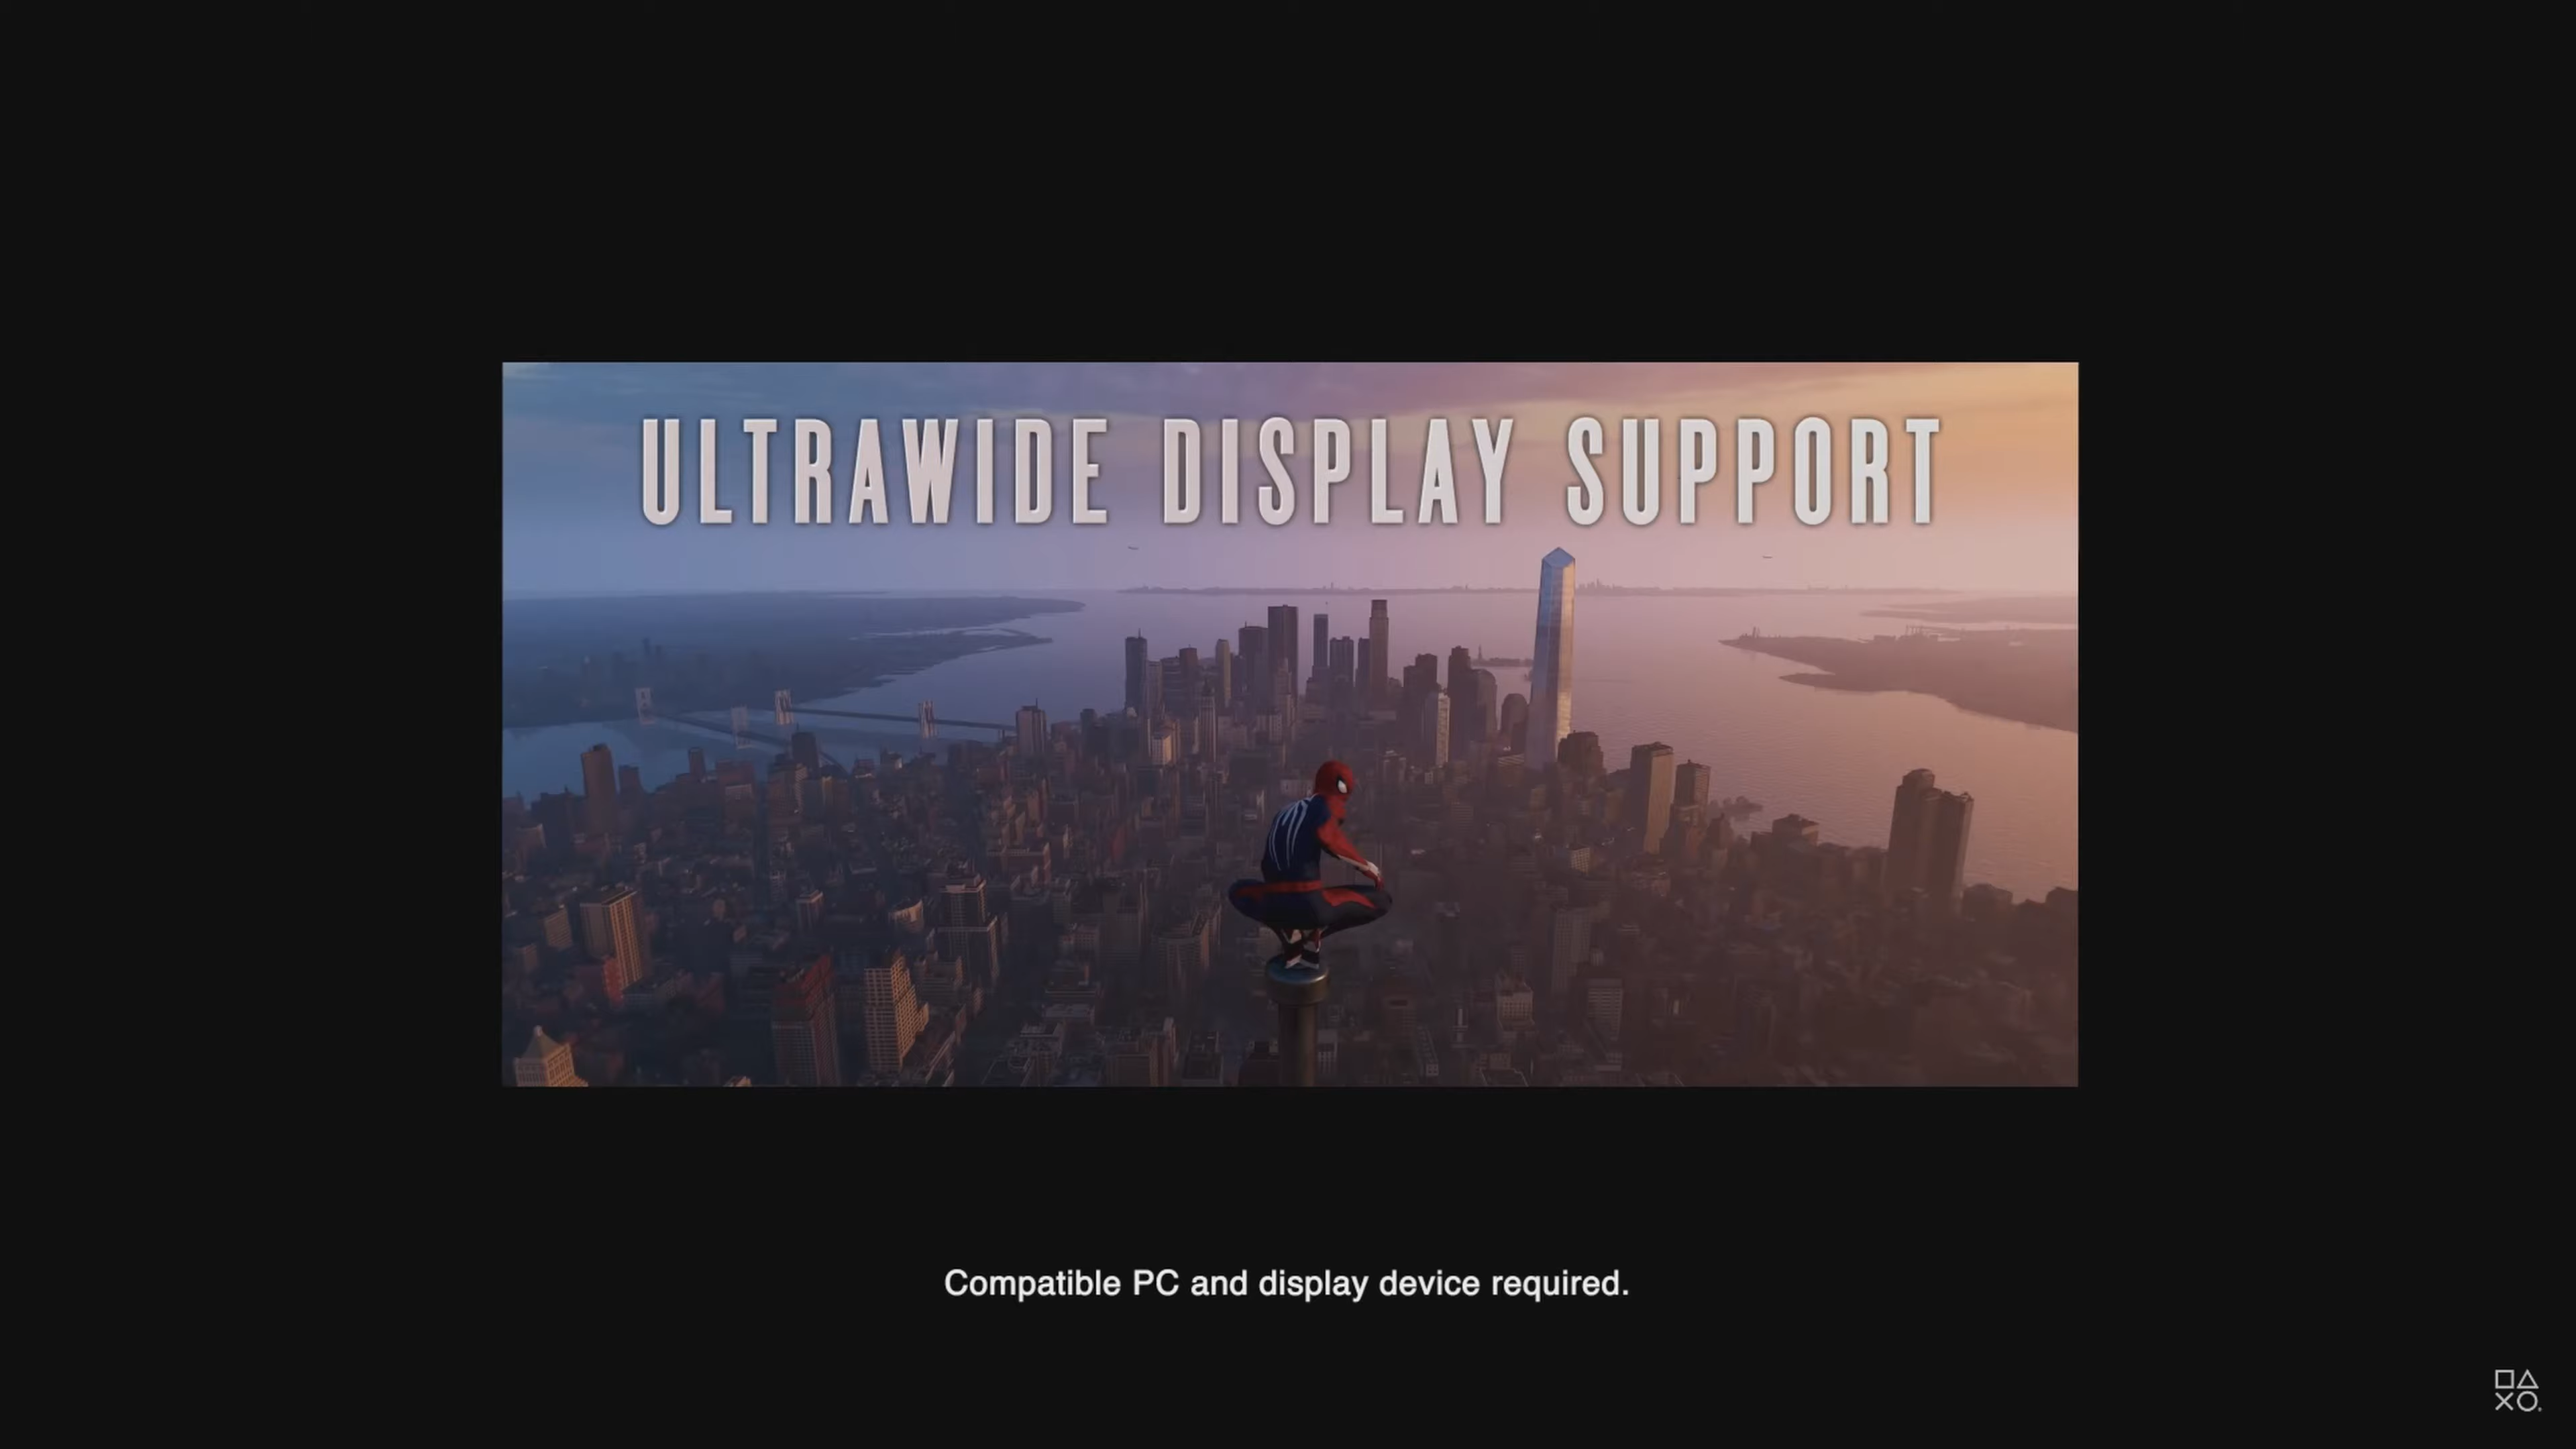 ULTRAWIDE DISPLAY SUPPORT
Compatible PC and display device required.